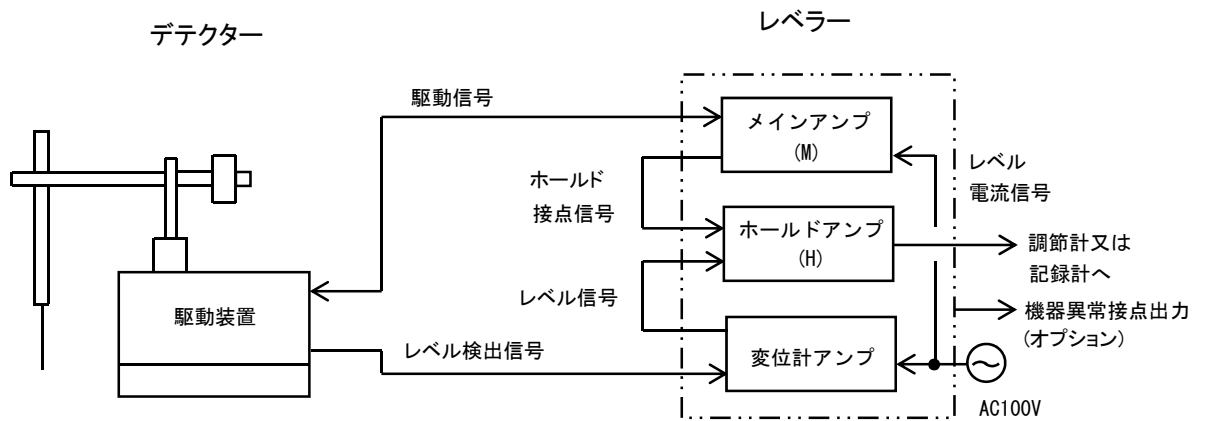 デテクター
レベラー
駆動信号
メインアンプ
(M)
レベル
電流信号
ホールド
接点信号
ホールドアンプ
(H)
調節計又は
記録計へ
レベル信号
機器異常接点出力
(オプション)
駆動装置
レベル検出信号
変位計アンプ
AC100V